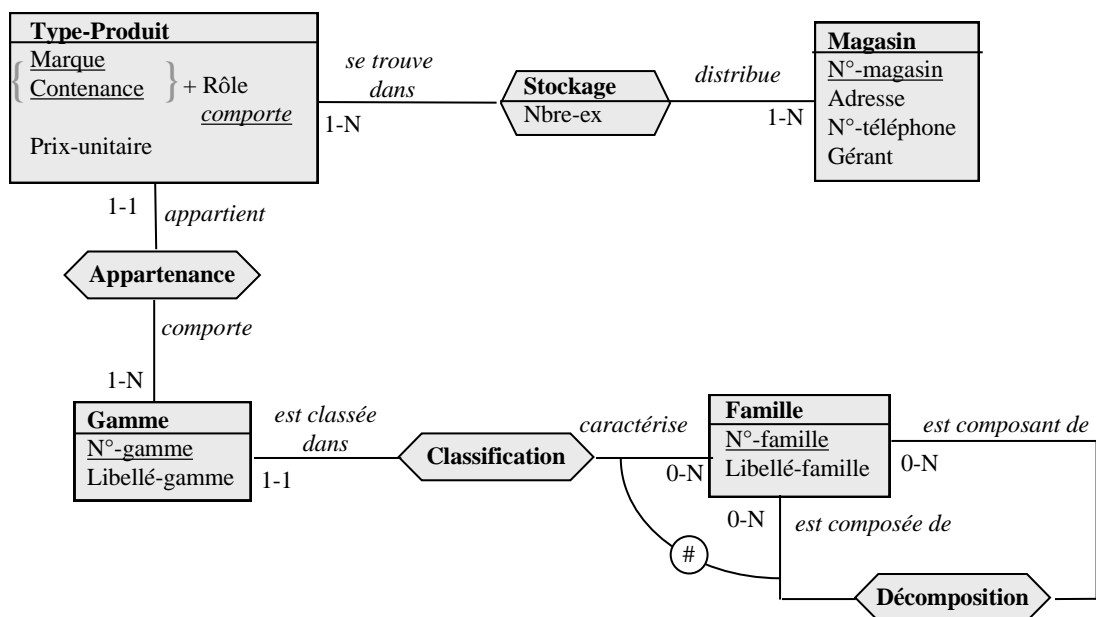 Type-Produit
Marque
Contenance
{ } + Rôle
comporte
Prix-unitaire
se trouve
dans
1-N
Stockage
Nbre-ex
distribue
1-N
Magasin
N°-magasin
Adresse
N°-téléphone
Gérant
1-1
appartient
Appartenance
comporte
1-N
Gamme
N°-gamme
Libellé-gamme
est classée
dans
1-1
Classification
caractérise
0-N
Famille
N°-famille
Libellé-famille
est composant de
0-N
0-N
est composée de
#
Décomposition